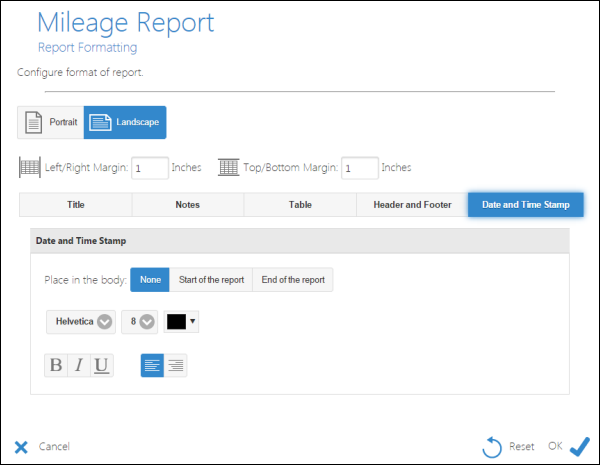 Mileage Report
Report Formatting
Configure format of report.
Portrait Landscape
Left/Right Margin: 1 Inches Top/Bottom Margin: 1 Inches
Title Notes Table Header and Footer Date and Time Stamp
Date and Time Stamp
Place in the body: None Start of the report End of the report
Helvetica 8
B I U
Cancel Reset OK